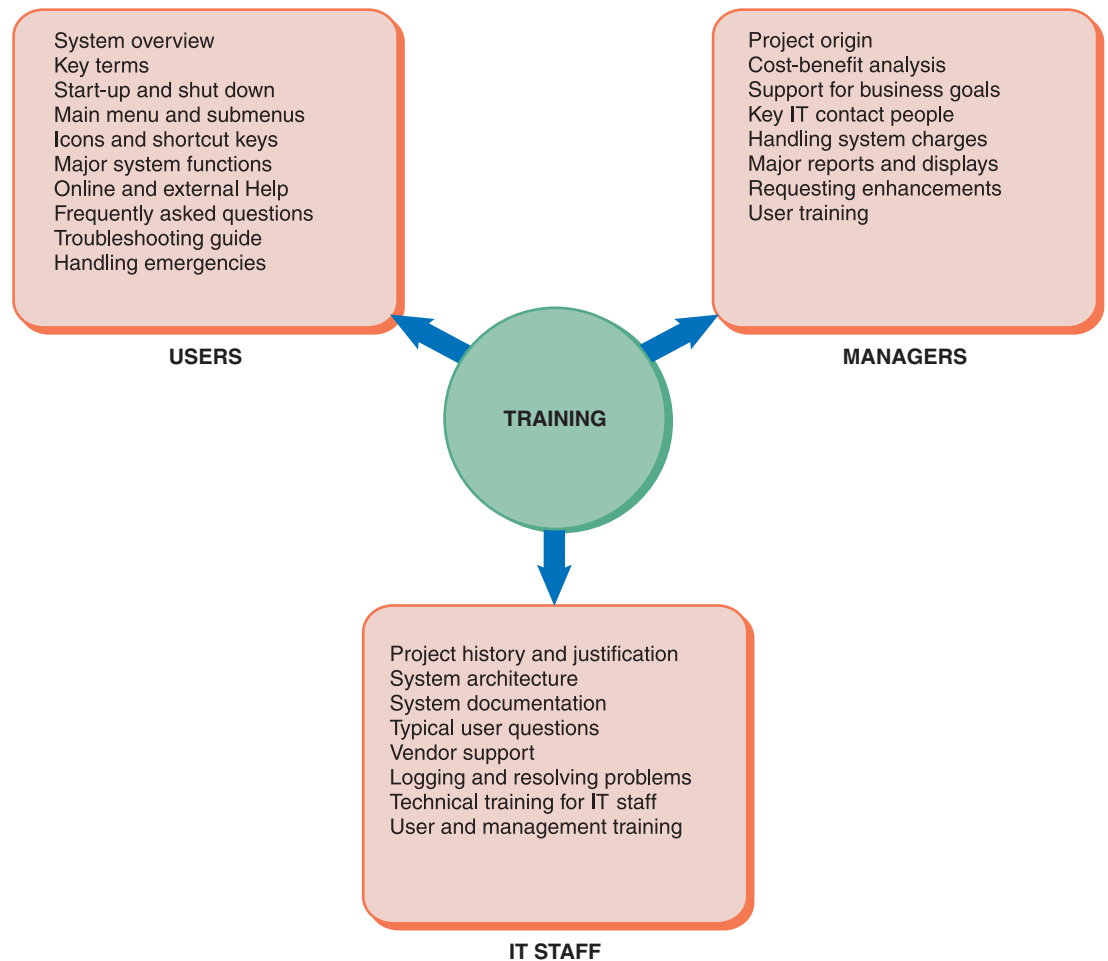 System overview
Key terms
Start-up and shut down
Main menu and submenus
Icons and shortcut keys
Major system functions
Online and external Help
Frequently asked questions
Troubleshooting guide
Handling emergencies
USERS
Project origin
Cost-benefit analysis
Support for business goals
Key IT contact people
Handling system charges
Major reports and displays
Requesting enhancements
User training
MANAGERS
TRAINING
Project history and justification
System architecture
System documentation
Typical user questions
Vendor support
Logging and resolving problems
Technical training for IT staff
User and management training
IT STAFF